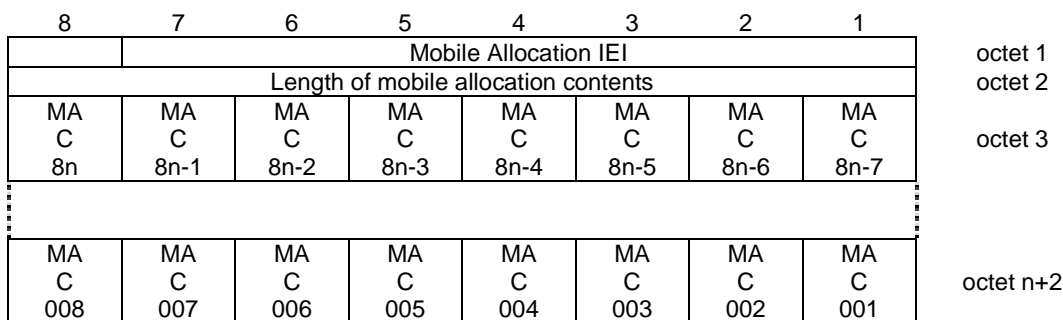 8 7 6 5 4 3 2 1
Mobile Allocation IEI octet 1
Length of mobile allocation contents octet 2
MA MA MA MA MA MA MA MA
C C C C C C C C octet 3
8n 8n-1 8n-2 8n-3 8n-4 8n-5 8n-6 8n-7
MA MA MA MA MA MA MA MA
C C C C C C C C octet n+2
008 007 006 005 004 003 002 001